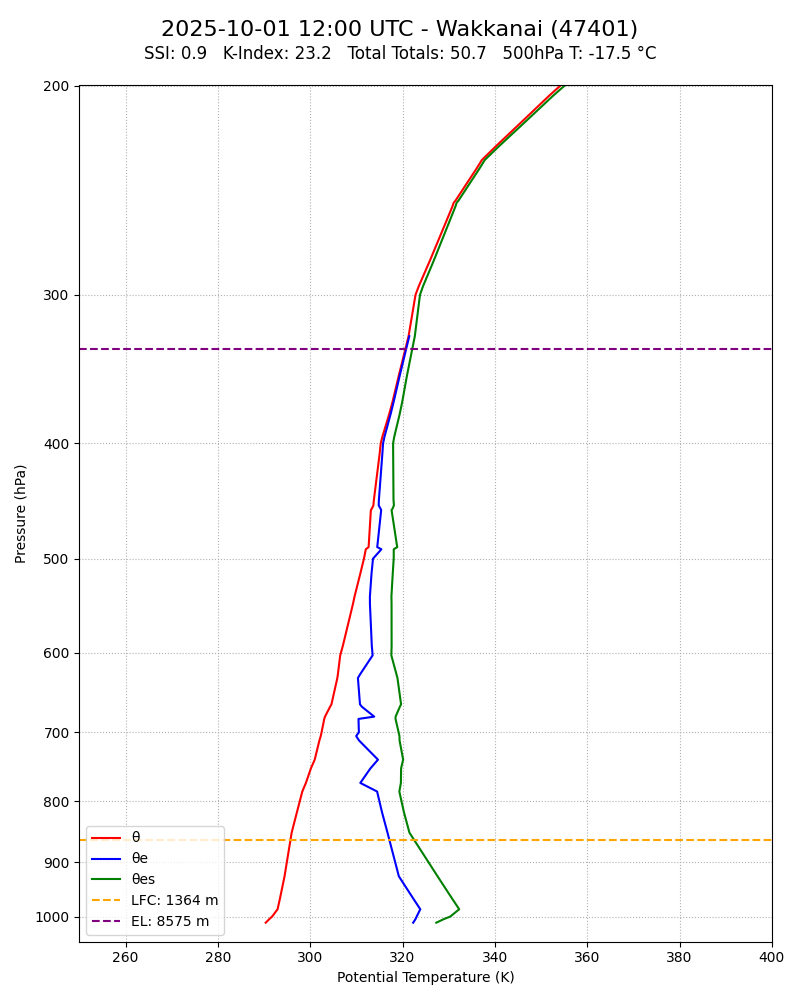 2025-10-01 12:00 UTC - Wakkanai (47401)
SSI: 0.9 K-Index: 23.2 Total Totals: 50.7 500hPa T: -17.5 °C
200
300
400
500
600
700
800
900
1000
Pressure (hPa)
θ
θe
θes
LFC: 1364 m
EL: 8575 m
260 280 300 320 340 360 380 400
Potential Temperature (K)